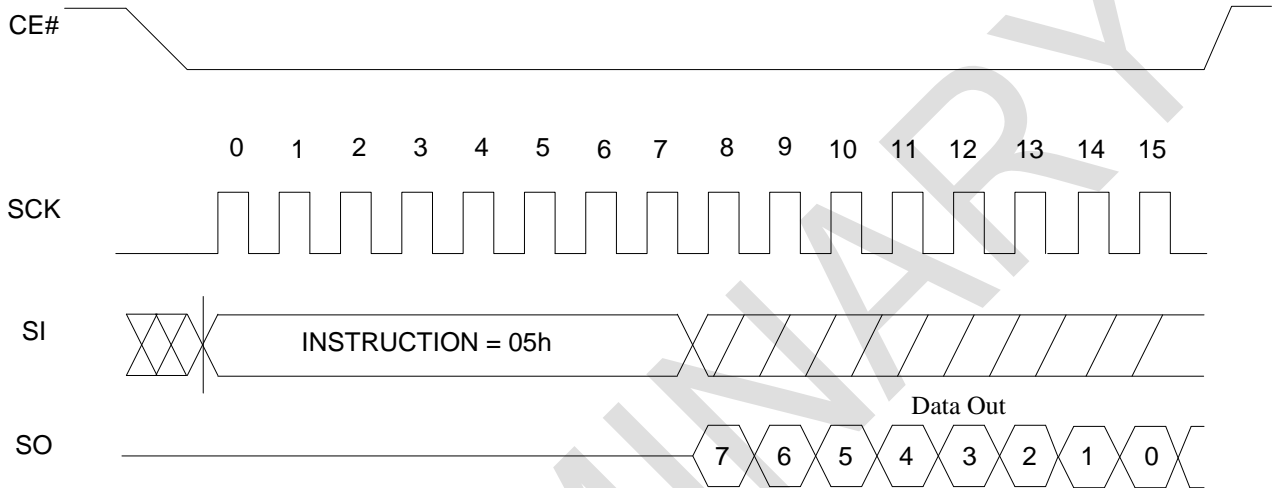 CE#
0 1 2 3 4 5 6 7 8 9 10 11 12 13 14 15
SCK
SI
INSTRUCTION = 05h
Data Out
SO
7 6 5 4 3 2 1 0
MINARY